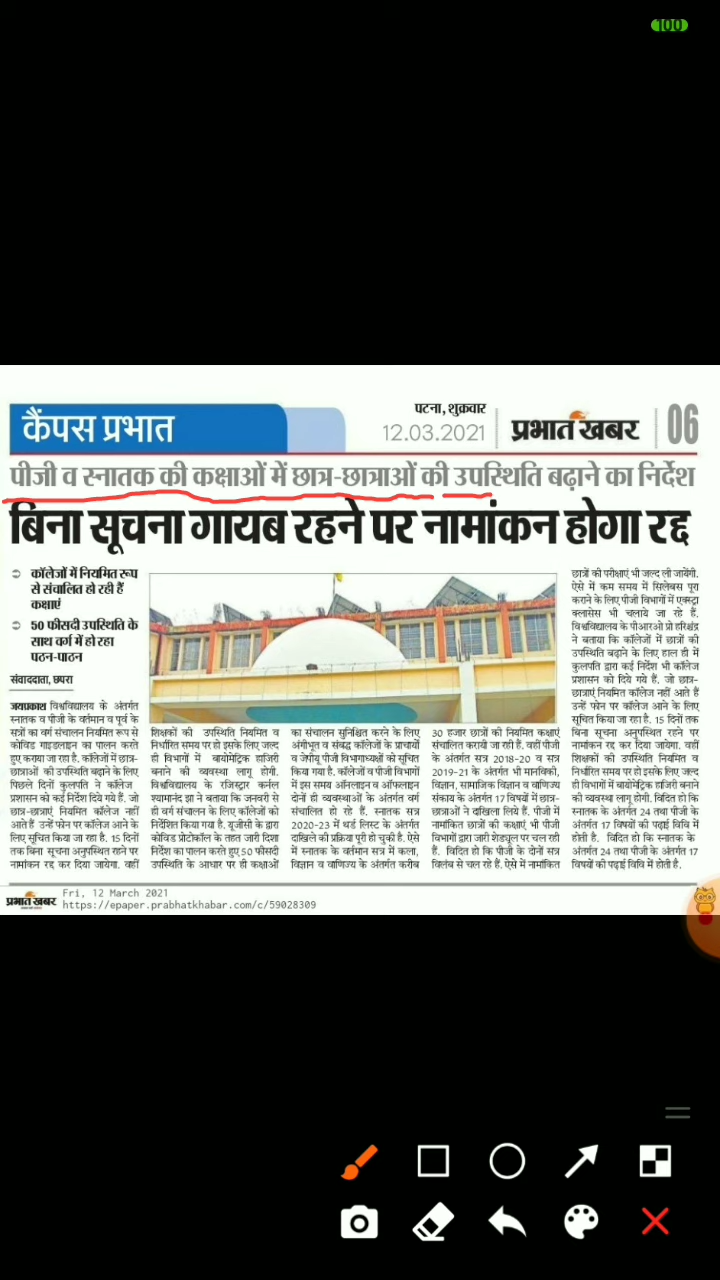 100
कैंपस प्रभात
पटना, शुक्रवार
12.03.2021
प्रभात खबर
06
पीजी व स्नातक की कक्षाओं में छात्र-छात्राओं की उपस्थिति बढ़ाने का निर्देश
बिना सूचना गायब रहने पर नामांकन होगा रद्द
कॉलेजों में नियमित रूप
से संचालित हो रही हैं
कक्षाएं
50 फीसदी उपस्थिति के
साथ वर्ग में हो रहा
पठन-पाठन
संवाददाता, छपरा
जयप्रकाश विश्वविद्यालय के अंतर्गत
स्नातक व पीजी के वर्तमान व पूर्व के
सत्रों का वर्ग संचालन नियमित रूप से
कोविड गाइडलाइन का पालन करते
हुए कराया जा रहा है. कॉलेजों में छात्र-
छात्राओं की उपस्थिति बढ़ाने के लिए
पिछले दिनों कुलपति ने कॉलेज
प्रशासन को कई निर्देश दिये गये हैं. जो
छात्र-छात्राएं नियमित कॉलेज नहीं
आते हैं उन्हें फोन पर कॉलेज आने के
लिए सूचित किया जा रहा है. 15 दिनों
तक बिना सूचना अनुपस्थित रहने पर
नामांकन रद्द कर दिया जायेगा. वहीं
शिक्षकों की उपस्थिति नियमित व
निर्धारित समय पर हो इसके लिए जल्द
ही विभागों में बायोमेट्रिक हाजिरी
बनाने की व्यवस्था लागू होगी.
विश्वविद्यालय के रजिस्ट्रार कर्नल
श्यामानंद झा ने बताया कि जनवरी से
ही वर्ग संचालन के लिए कॉलेजों को
निर्देशित किया गया है. यूजीसी के द्वारा
कोविड प्रोटोकॉल के तहत जारी दिशा
निर्देश का पालन करते हुए 50 फीसदी
उपस्थिति के आधार पर ही कक्षाओं
का संचालन सुनिश्चित करने के लिए
अंगीभूत व संबद्ध कॉलेजों के प्राचार्यों
व जेपीयू पीजी विभागाध्यक्षों को सूचित
किया गया है. कॉलेजों व पीजी विभागों
में इस समय ऑनलाइन व ऑफलाइन
दोनों ही व्यवस्थाओं के अंतर्गत वर्ग
संचालित हो रहे हैं. स्नातक सत्र
2020-23 में थर्ड लिस्ट के अंतर्गत
दाखिले की प्रक्रिया पूरी हो चुकी है. ऐसे
में स्नातक के वर्तमान सत्र में कला,
विज्ञान व वाणिज्य के अंतर्गत करीब
30 हजार छात्रों की नियमित कक्षाएं
संचालित करायी जा रही है. वहीं पीजी
के अंतर्गत सत्र 2018-20 व सत्र
2019-21 के अंतर्गत भी मानविकी,
विज्ञान, सामाजिक विज्ञान व वाणिज्य
संकाय के अंतर्गत 17 विषयों में छात्र-
छात्राओं ने दाखिला लिये हैं. पीजी में
नामांकित छात्रों की कक्षाएं भी पीजी
विभागों द्वारा जारी शेड्यूल पर चल रही
हैं. विदित हो कि पीजी के दोनों सत्र
विलंब से चल रहे हैं. ऐसे में नामांकित
छात्रों की परीक्षाएं भी जल्द ली जायेंगी.
ऐसे में कम समय में सिलेबस पूरा
कराने के लिए पीजी विभागों में एक्स्ट्रा
क्लासेस भी चलाये जा रहे हैं.
विश्वविद्यालय के पीआरओ प्रो हरिश्चंद्र
ने बताया कि कॉलेजों में छात्रों की
उपस्थिति बढ़ाने के लिए हाल ही में
कुलपति द्वारा कई निर्देश भी कॉलेज
प्रशासन को दिये गये हैं. जो छात्र-
छात्राएं नियमित कॉलेज नहीं आते हैं
उन्हें फोन पर कॉलेज आने के लिए
सूचित किया जा रहा है. 15 दिनों तक
बिना सूचना अनुपस्थित रहने पर
नामांकन रद्द कर दिया जायेगा. वहीं
शिक्षकों की उपस्थिति नियमित व
निर्धारित समय पर हो इसके लिए जल्द
ही विभागों में बायोमेट्रिक हाजिरी बनाने
की व्यवस्था लागू होगी. विदित हो कि
स्नातक के अंतर्गत 24 तथा पीजी के
अंतर्गत 17 विषयों की पढ़ाई विवि में
होती है. विदित हो कि स्नातक के
अंतर्गत 24 तथा पीजी के अंतर्गत 17
विषयों की पढ़ाई विवि में होती है.
प्रभात खबर
Fri, 12 March 2021
https://epaper.prabhatkhabar.com/c/59028309